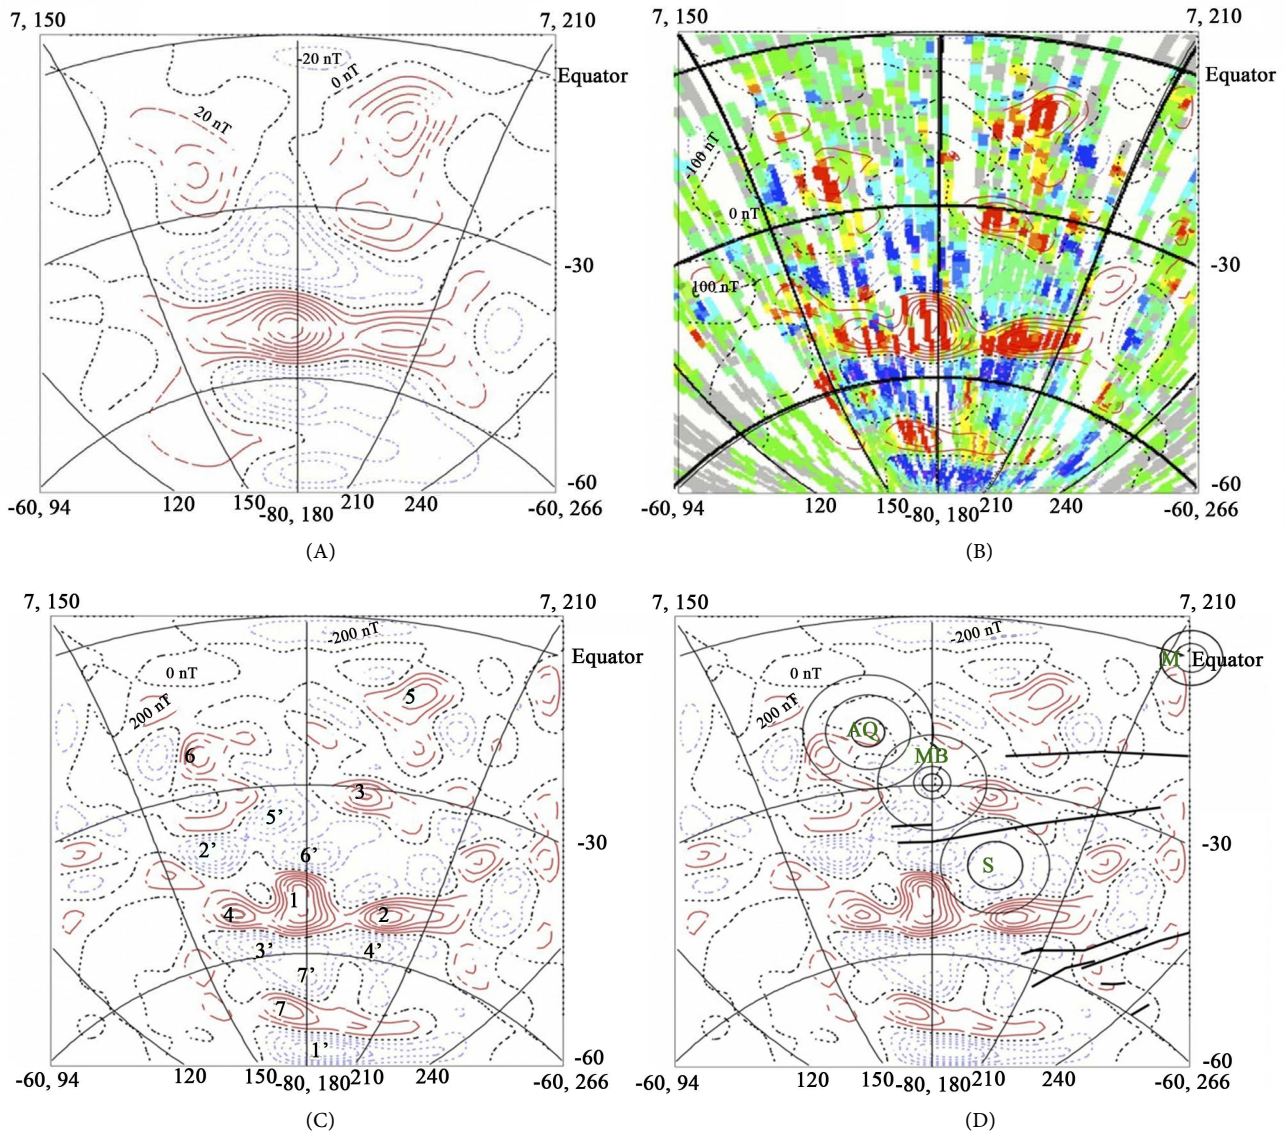 7, 150
7, 210
-20 nT
0 nT
Equator
20 nT
-30
-60
-60, 94
120
150
-80, 180
210
240
-60, 266
(A)
7, 150
7, 210
Equator
-100 nT
0 nT
-30
100 nT
-60
-60, 94
120
150
-80, 180
210
240
-60, 266
(B)
7, 150
7, 210
-200 nT
Equator
0 nT
200 nT
5
6
3
5’
2’
6’
-30
1
4
2
3’
4’
7’
7
1’
-60
-60, 94
120
150
-80, 180
210
240
-60, 266
(C)
7, 150
7, 210
-200 nT
M
Equator
0 nT
200 nT
AQ
MB
-30
S
-60
-60, 94
120
150
-80, 180
210
240
-60, 266
(D)